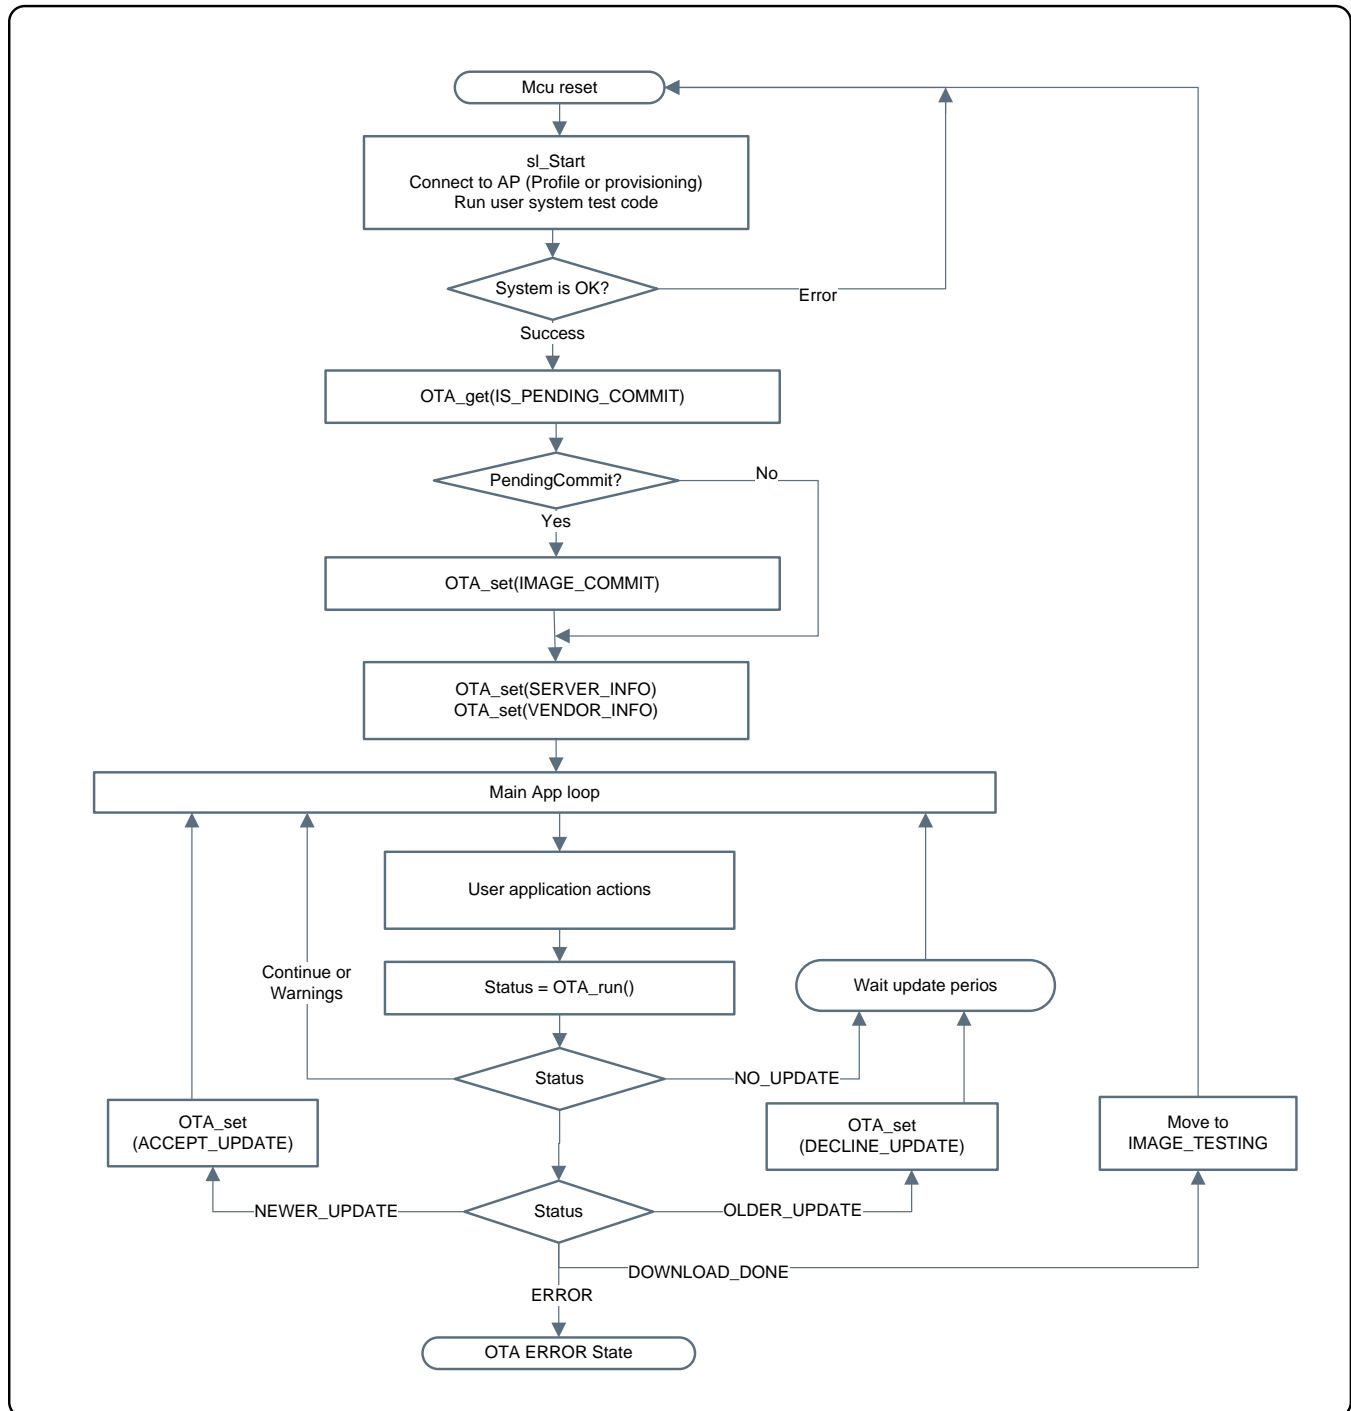 Mcu reset
sl_Start
Connect to AP (Profile or provisioning)
Run user system test code
System is OK?
Error
Success
OTA_get(IS_PENDING_COMMIT)
PendingCommit?
No
Yes
OTA_set(IMAGE_COMMIT)
OTA_set(SERVER_INFO)
OTA_set(VENDOR_INFO)
Main App loop
User application actions
Continue or
Warnings
Status = OTA_run()
Wait update perios
Status
NO_UPDATE
OTA_set
(ACCEPT_UPDATE)
OTA_set
(DECLINE_UPDATE)
Move to
IMAGE_TESTING
NEWER_UPDATE
Status
OLDER_UPDATE
DOWNLOAD_DONE
ERROR
OTA ERROR State